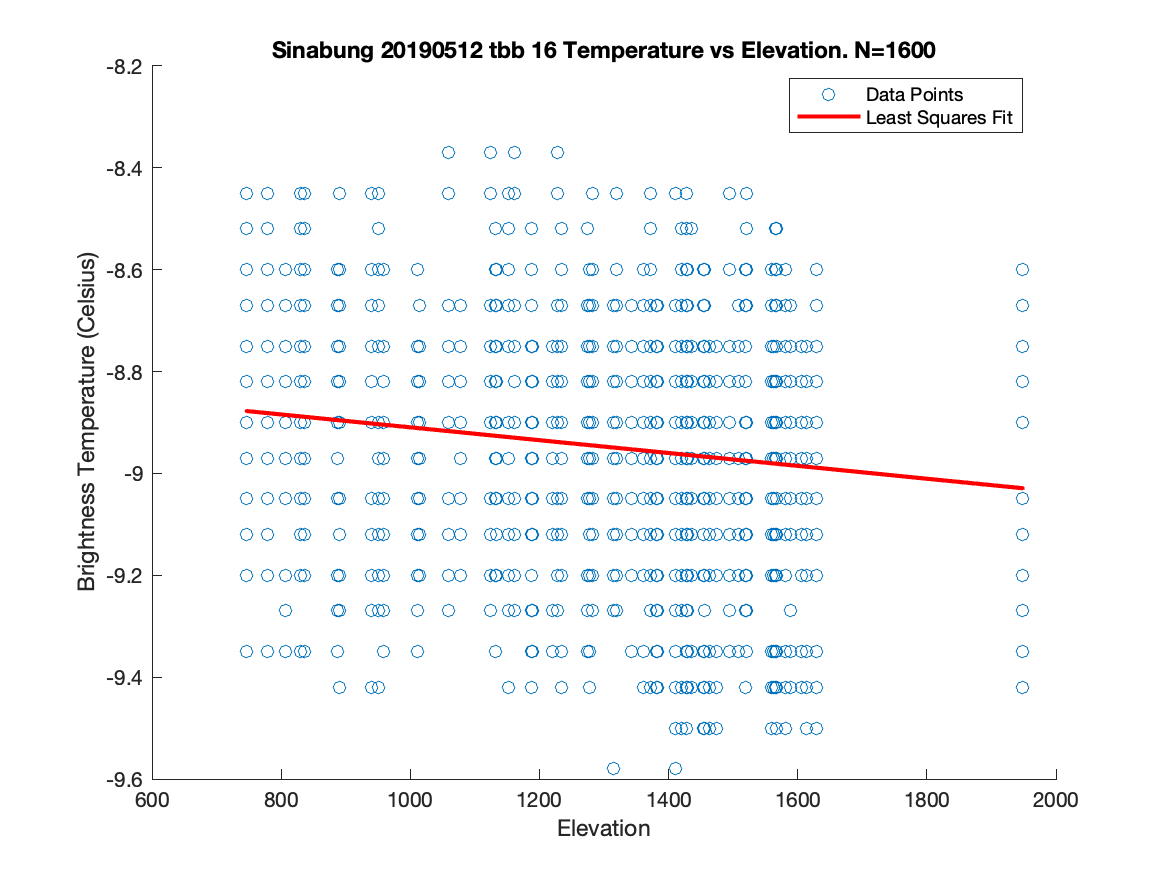 Sinabung 20190512 tbb 16 Temperature vs Elevation. N=1600
Data Points
Least Squares Fit
Brightness Temperature (Celsius)
-8.2
-8.4
-8.6
-8.8
-9
-9.2
-9.4
-9.6
600 800 1000 1200 1400 1600 1800 2000
Elevation